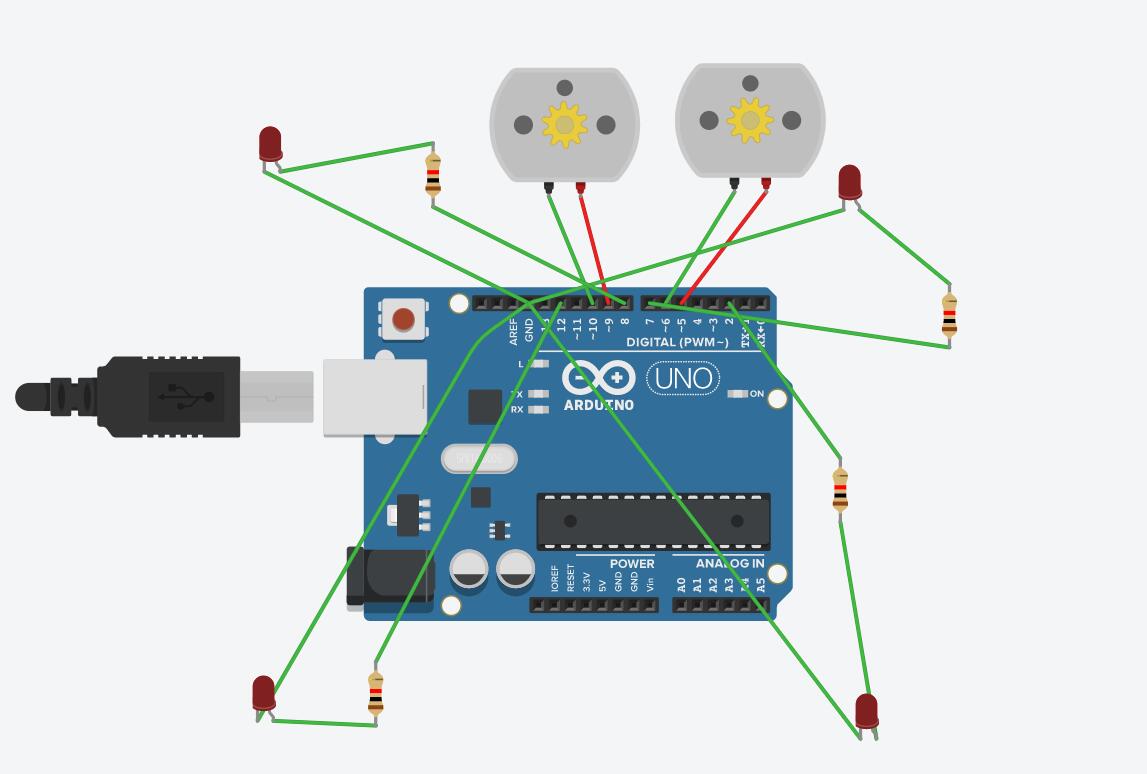 AREF
GND
13
12
~11
~10
~9
8
7
~6
~5
4
~3
2
TX→1
RX←0
DIGITAL (PWM~)
L
TX
RX
ARDUINO
UNO
ON
POWER
ANALOG IN
IOREF
RESET
3.3V
5V
GND
GND
Vin
A0
A1
A2
A3
A4
A5